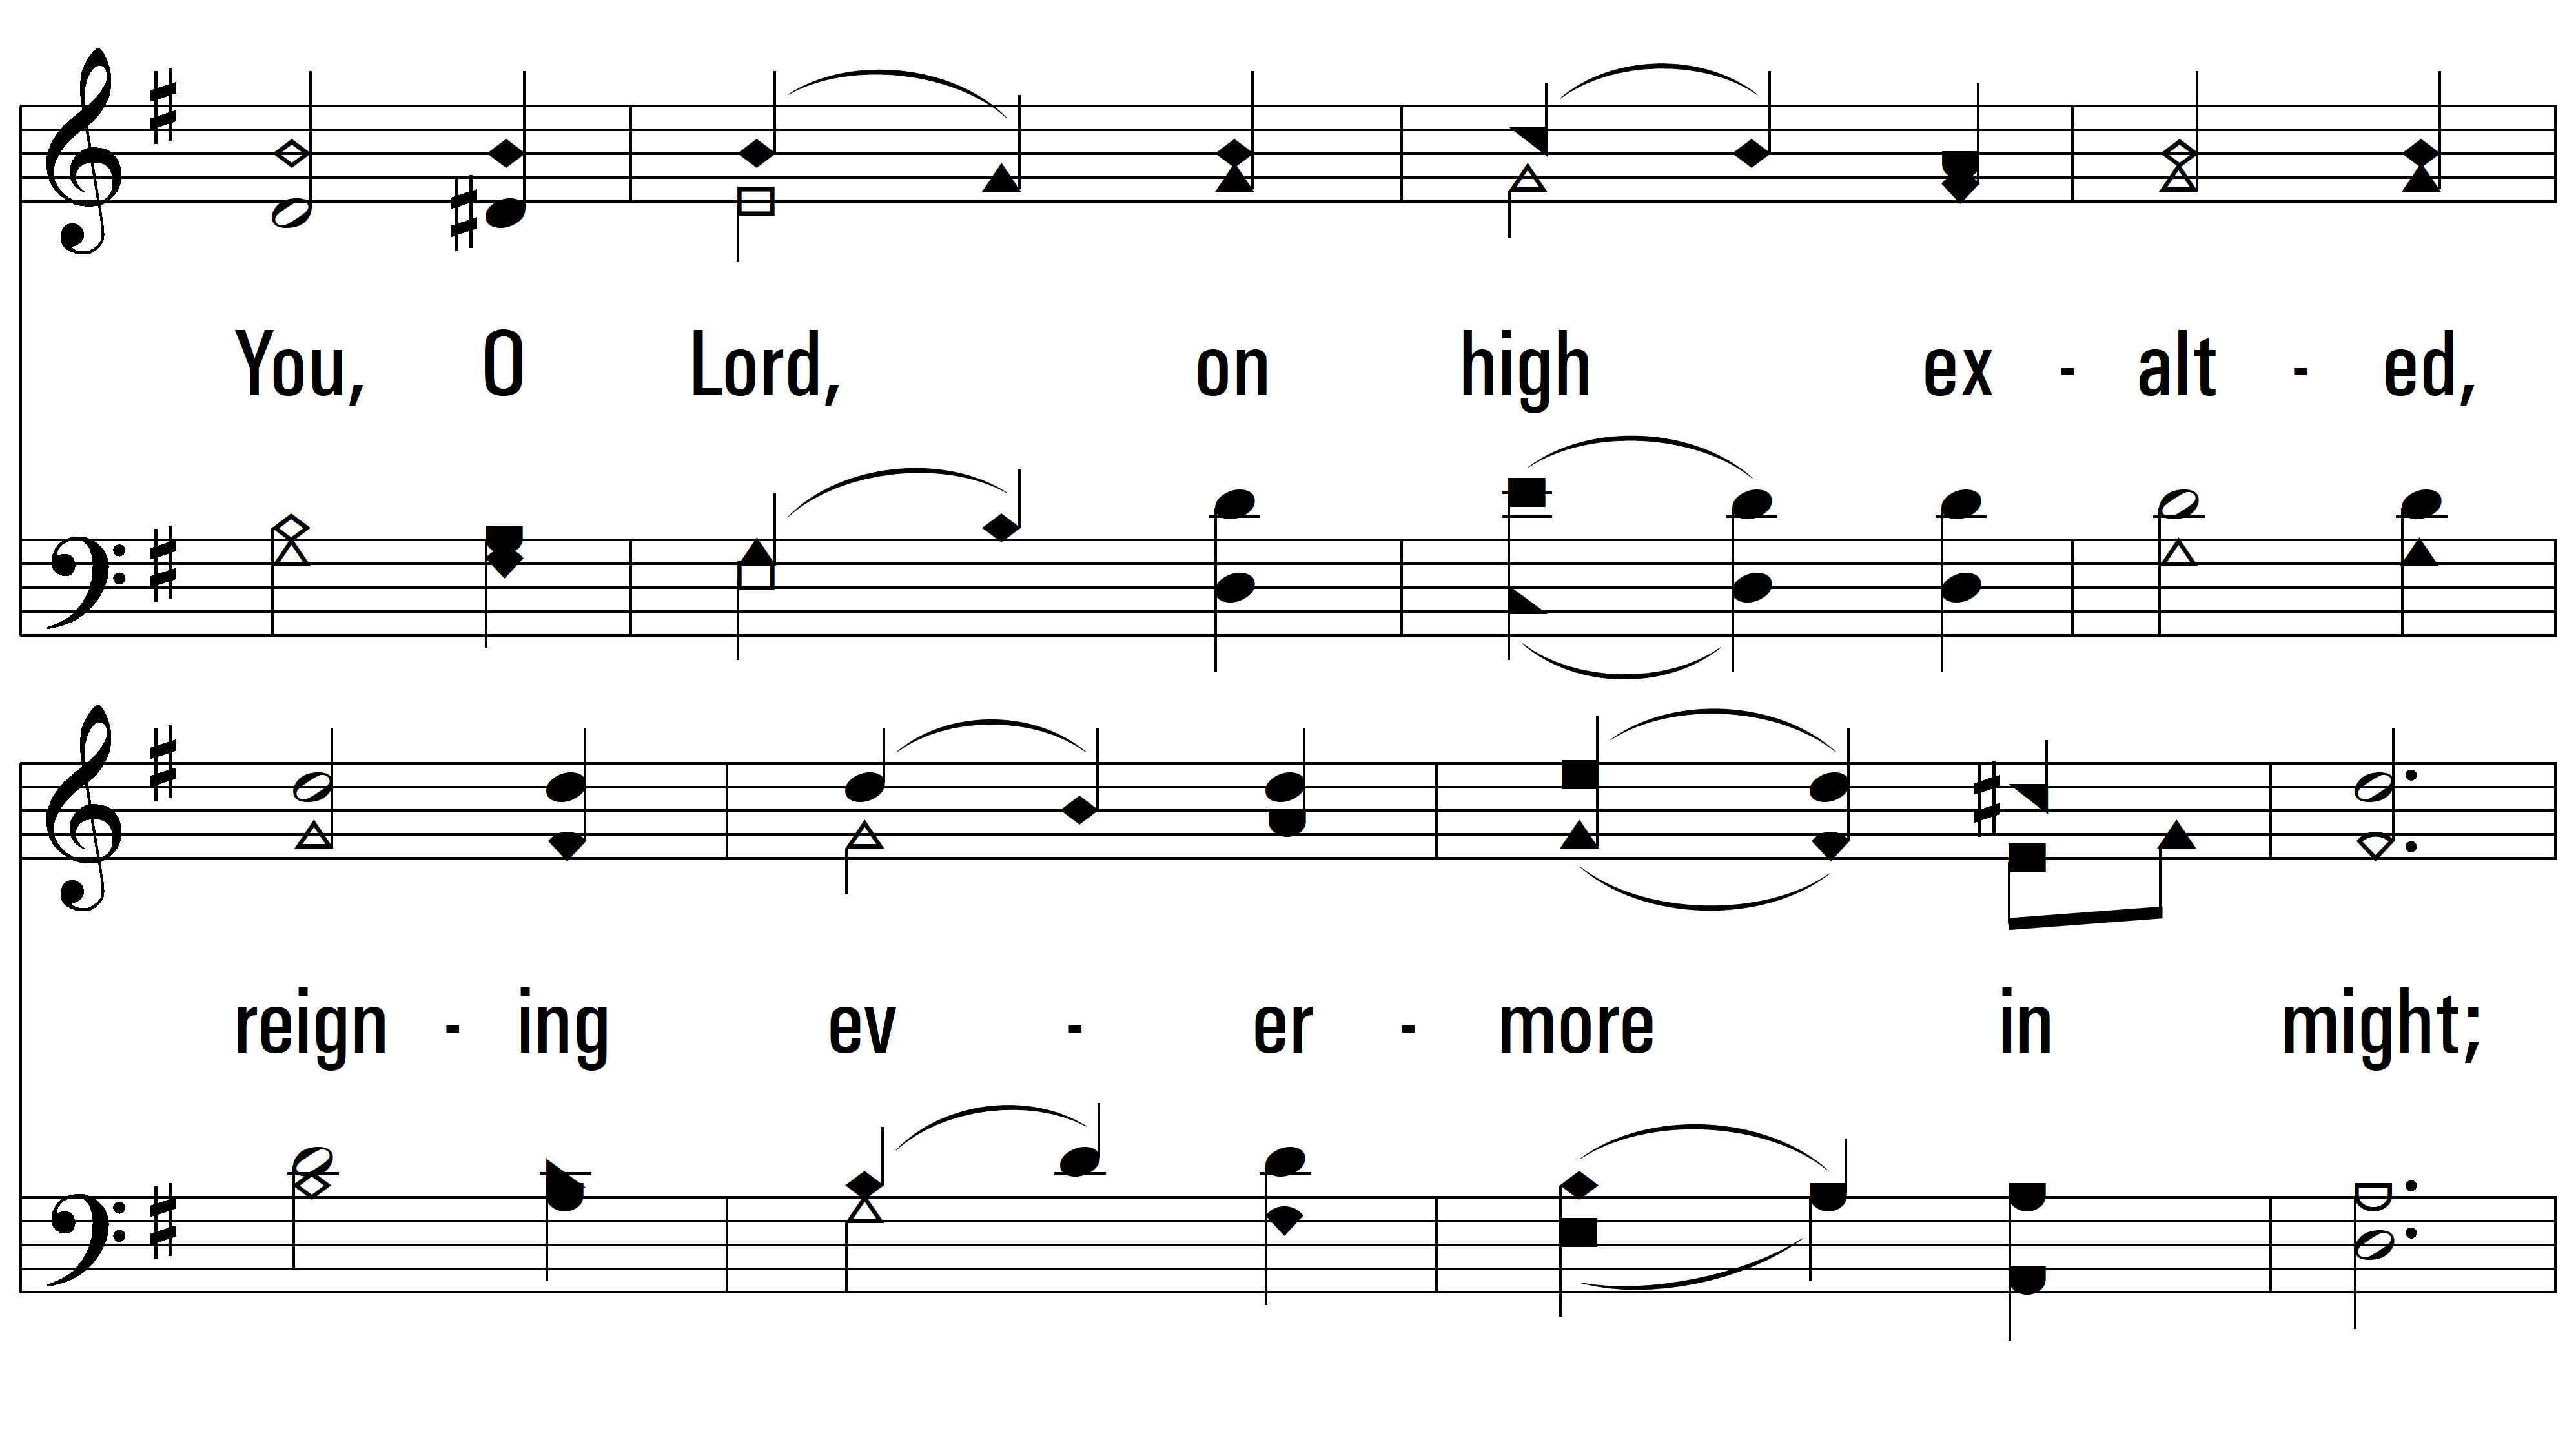 You, O Lord, on high ex - alt - ed,
reign - ing ev - er - more in might;